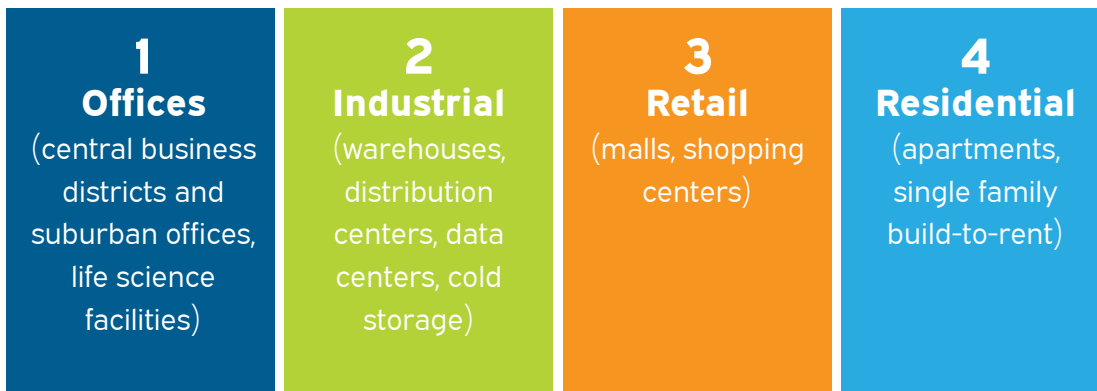 1
Offices
(central business
districts and
suburban offices,
life science
facilities)
2
Industrial
(warehouses,
distribution
centers, data
centers, cold
storage)
3
Retail
(malls, shopping
centers)
4
Residential
(apartments,
single family
build-to-rent)